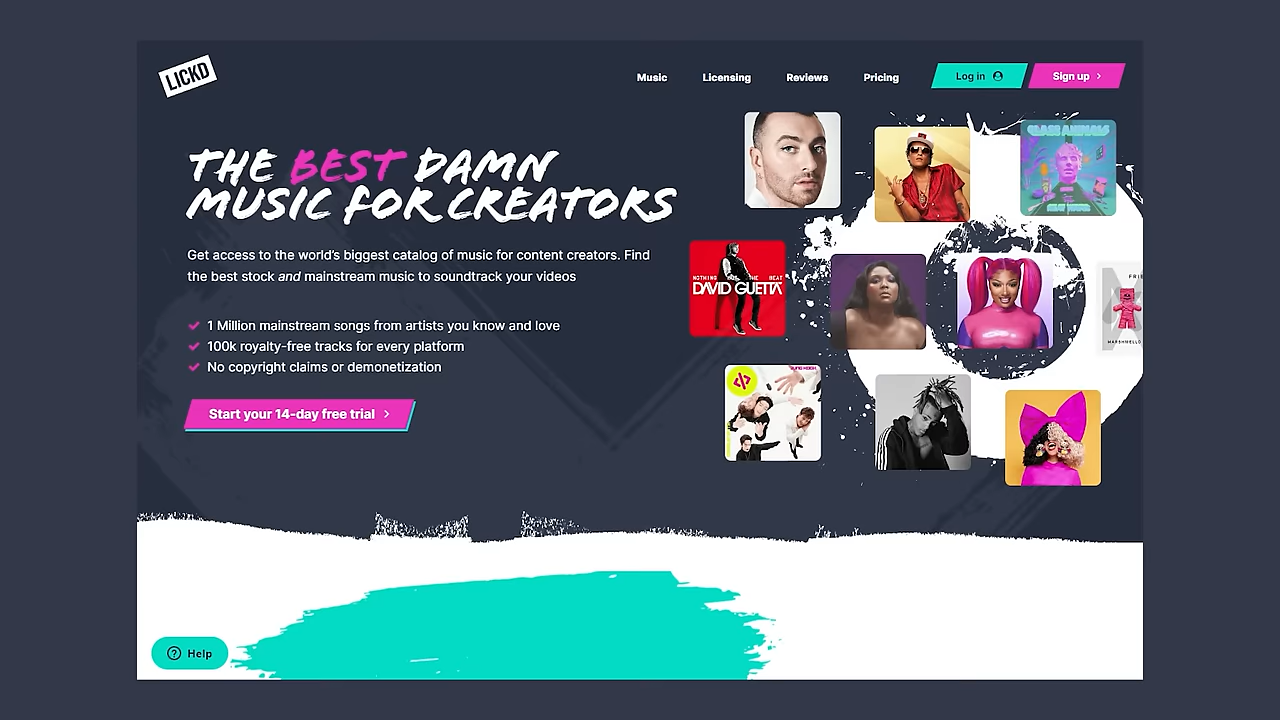 LICKD
Music
Licensing
Reviews
Pricing
Log in
Sign up
THE BEST DAMN
MUSIC FOR CREATORS
Get access to the world's biggest catalog of music for content creators. Find
the best stock and mainstream music to soundtrack your videos
1 Million mainstream songs from artists you know and love
100k royalty-free tracks for every platform
No copyright claims or demonetization
Start your 14-day free trial
GLASS ANIMALS
NOTHING BUT THE BEAT
DAVID GUETTA
FRIE
MARSHMELLO
Help